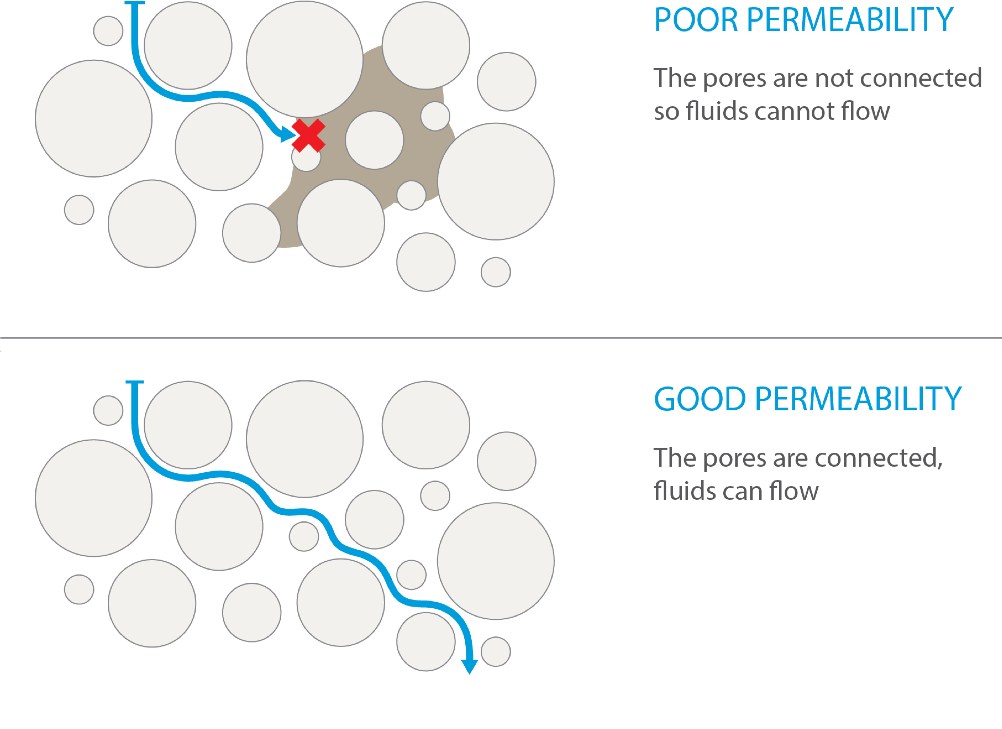 POOR PERMEABILITY
The pores are not connected
so fluids cannot flow
GOOD PERMEABILITY
The pores are connected,
fluids can flow